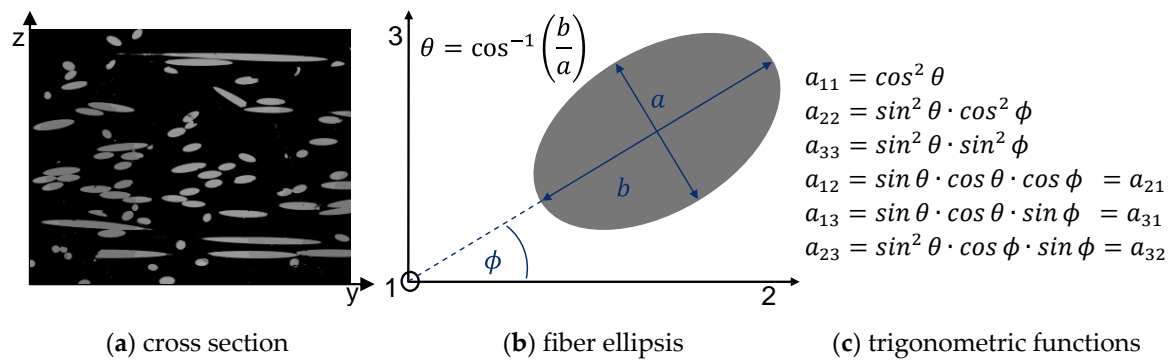 z
y
(a) cross section
3
θ = cos⁻¹ (b/a)
a
b
ϕ
1
2
(b) fiber ellipsis
a₁₁ = cos² θ
a₂₂ = sin² θ · cos² ϕ
a₃₃ = sin² θ · sin² ϕ
a₁₂ = sin θ · cos θ · cos ϕ = a₂₁
a₁₃ = sin θ · cos θ · sin ϕ = a₃₁
a₂₃ = sin² θ · cos ϕ · sin ϕ = a₃₂
(c) trigonometric functions